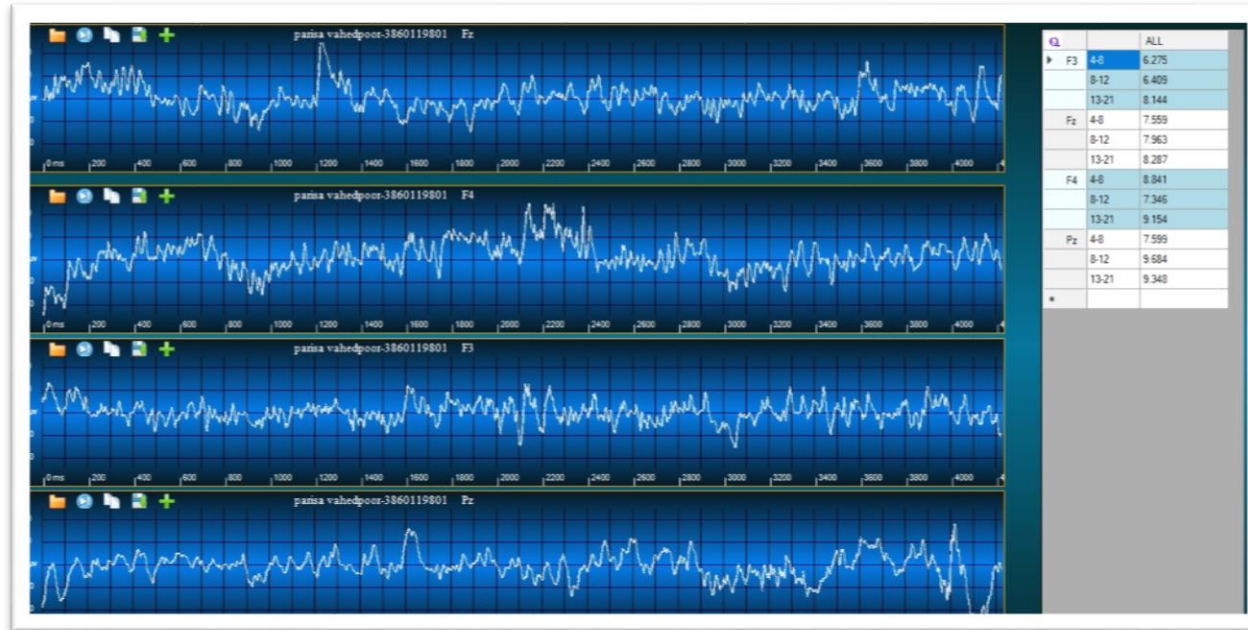 parisa vahedpoor-3860119801 Fz
0 ms 200 400 600 800 1000 1200 1400 1600 1800 2000 2200 2400 2600 2800 3000 3200 3400 3600 3800 4000 4
parisa vahedpoor-3860119801 F4
0 ms 200 400 600 800 1000 1200 1400 1600 1800 2000 2200 2400 2600 2800 3000 3200 3400 3600 3800 4000 4
parisa vahedpoor-3860119801 F3
0 ms 200 400 600 800 1000 1200 1400 1600 1800 2000 2200 2400 2600 2800 3000 3200 3400 3600 3800 4000 4
parisa vahedpoor-3860119801 Pz
ALL
F3 4-8 6.275
8-12 6.409
13-21 8.144
Fz 4-8 7.559
8-12 7.963
13-21 8.287
F4 4-8 8.841
8-12 7.346
13-21 9.154
Pz 4-8 7.599
8-12 9.684
13-21 9.348